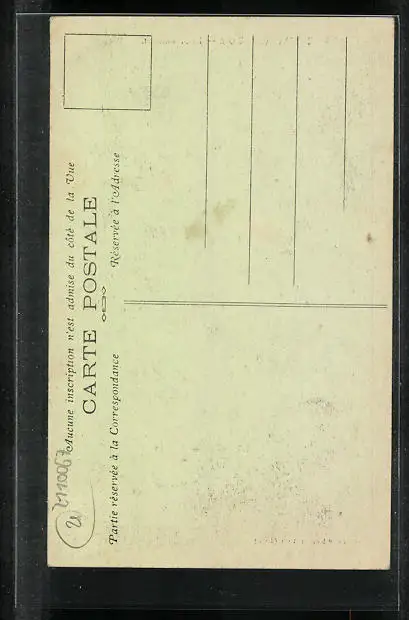 Aucune inscription n'est admise du côté de la Vue
CARTE POSTALE
Partie réservée à la Correspondance
Réservée à l'Adresse